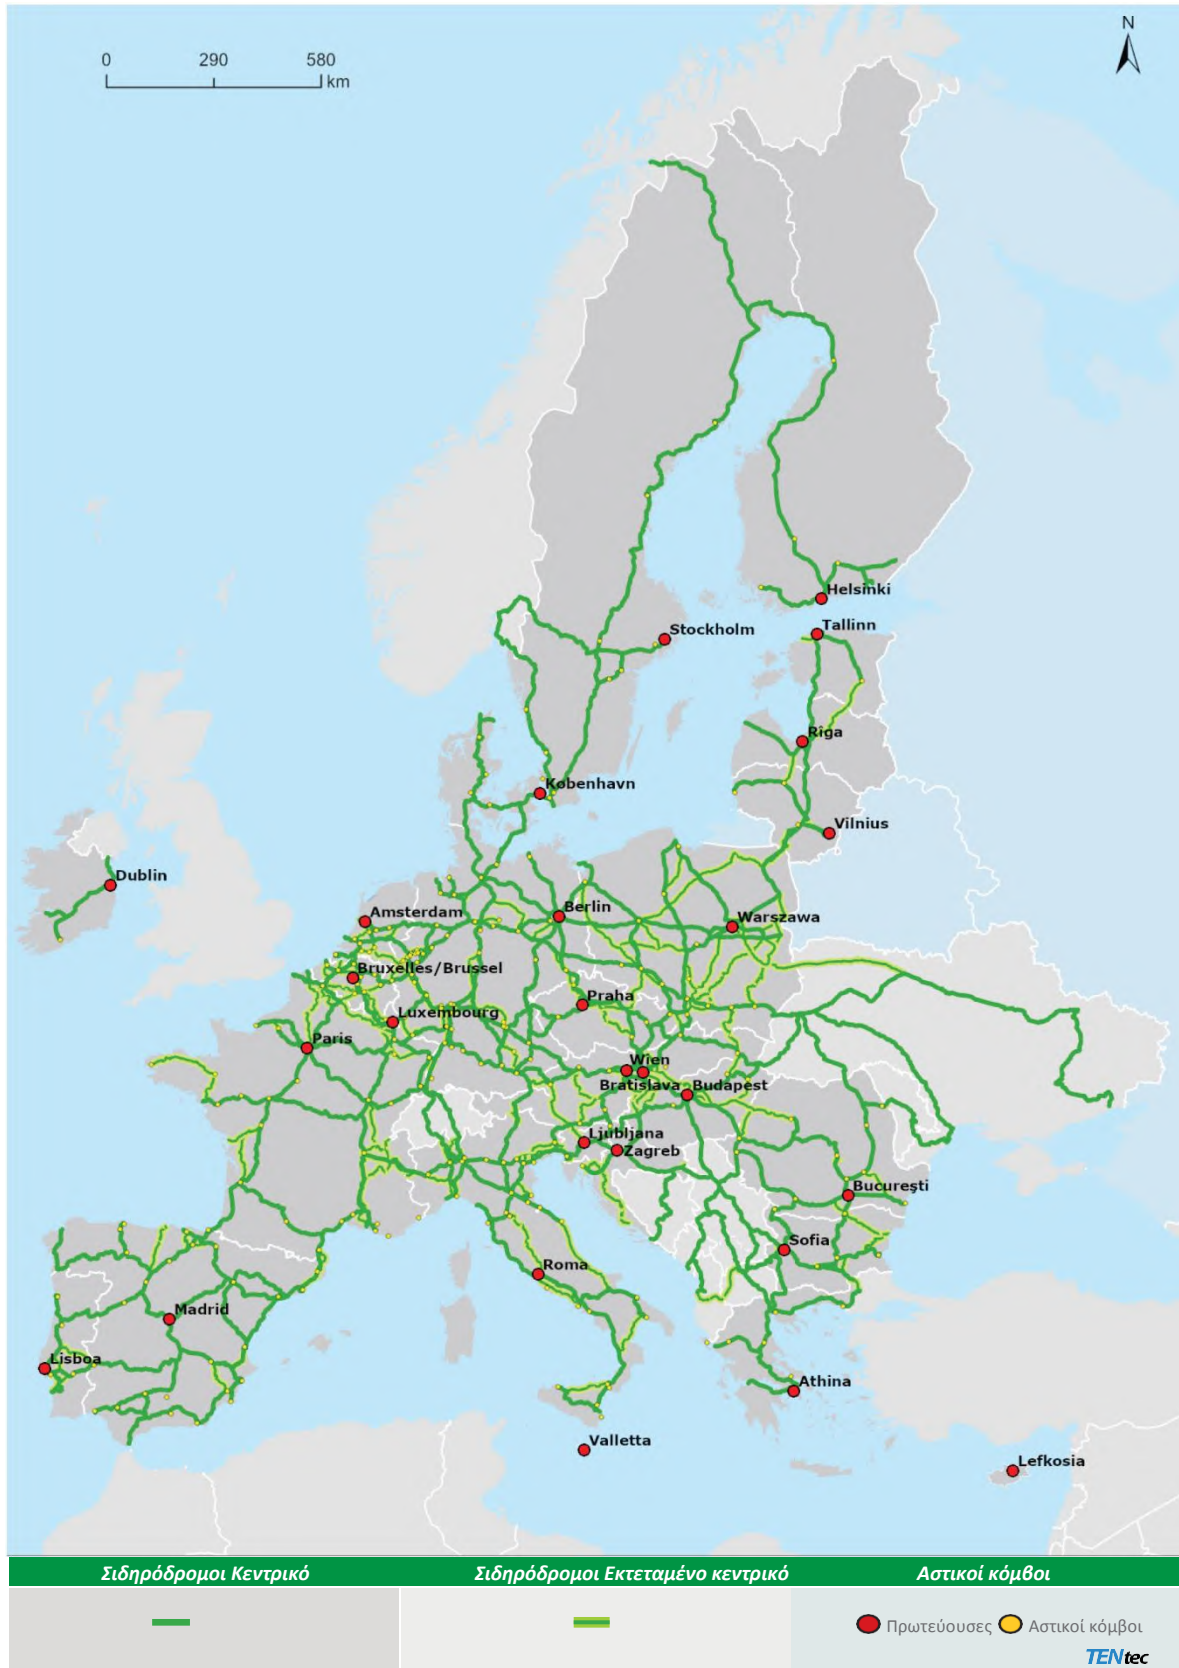 N
0 290 580
km
Helsinki
Tallinn
Stockholm
Rīga
København
Vilnius
Dublin
Amsterdam
Berlin
Warszawa
Bruxelles/Brussel
Praha
Luxembourg
Paris
Wien
Bratislava Budapest
Ljubljana
Zagreb
Bucureşti
Sofia
Roma
Madrid
Lisboa
Athina
Valletta
Lefkosia
Σιδηρόδρομοι Κεντρικό Σιδηρόδρομοι Εκτεταμένο κεντρικό Αστικοί κόμβοι
Πρωτεύουσες Αστικοί κόμβοι
TENtec